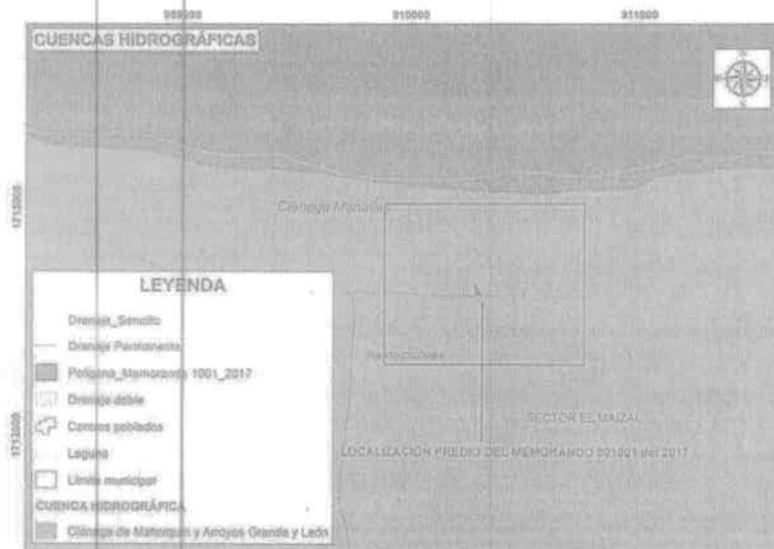 909000 910000 911000
CUENCAS HIDROGRÁFICAS
1713000
Ciénaga
LEYENDA
Drenaje_Sencillo
Drenaje Permanente
Poligono_Memorando 1001_2017
Drenaje doble
Centros poblados
Laguna
Límite municipal
CUENCA HIDROGRÁFICA
Ciénaga de Mallorquín y Arroyos Grande y León
SECTOR EL MAIZAL
1712000
LOCALIZACIÓN PREDIO DEL MEMORANDO 001001 del 2017